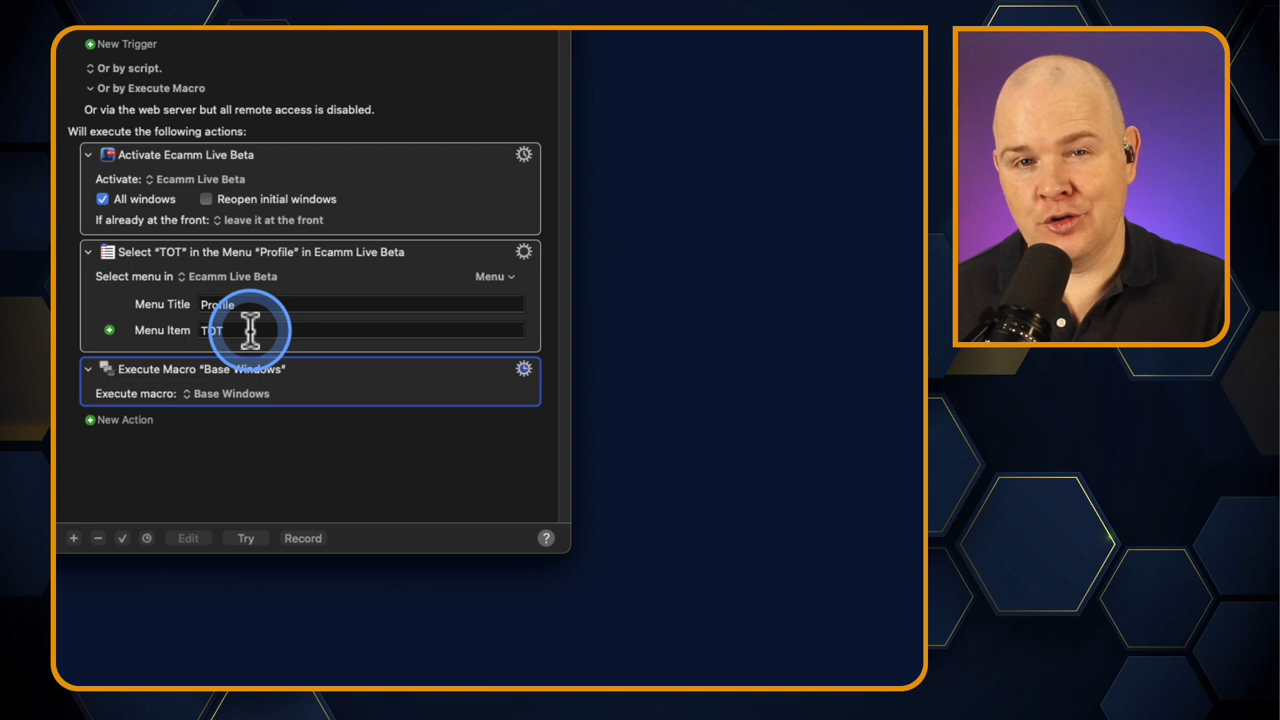 New Trigger
Or by script.
Or by Execute Macro
Or via the web server but all remote access is disabled.
Will execute the following actions:
Activate Ecamm Live Beta
Activate: Ecamm Live Beta
All windows Reopen initial windows
If already at the front: leave it at the front
Select “TOT” in the Menu “Profile” in Ecamm Live Beta
Select menu in Ecamm Live Beta Menu
Menu Title Profile
Menu Item TOT
Execute Macro “Base Windows”
Execute macro: Base Windows
New Action
Edit Try Record ?